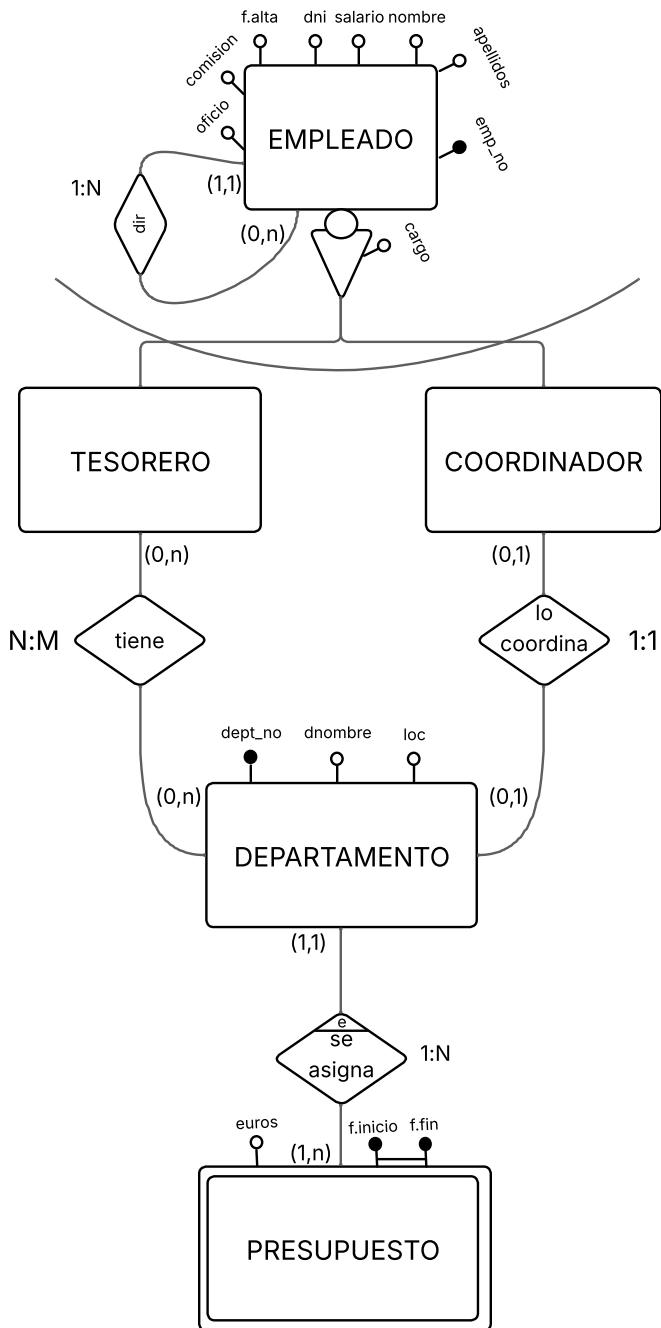 f.alta
dni
salario
nombre
comision
apellidos
oficio
EMPLEADO
emp_no
1:N
(1,1)
dir
(0,n)
cargo
TESORERO
COORDINADOR
(0,n)
(0,1)
N:M
tiene
lo
coordina
1:1
dept_no
dnombre
loc
(0,n)
(0,1)
DEPARTAMENTO
(1,1)
e
se
asigna
1:N
euros
f.inicio
f.fin
(1,n)
PRESUPUESTO